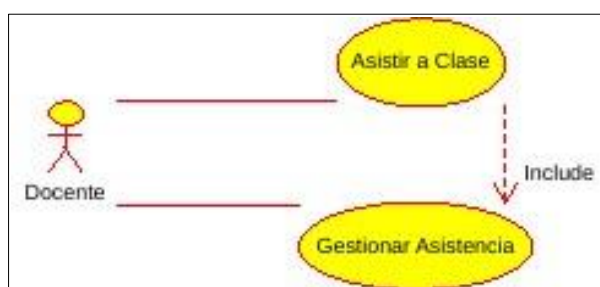 Asistir a Clase
Docente
Include
Gestionar Asistencia